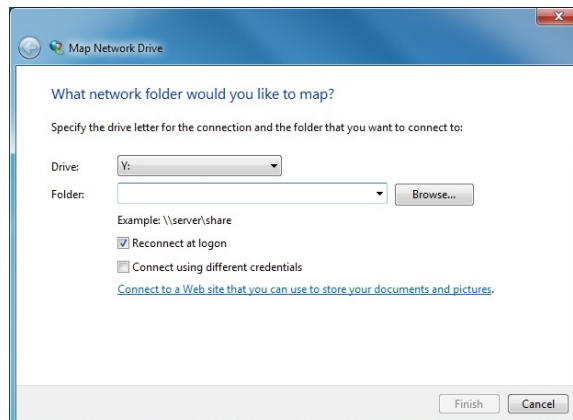 Map Network Drive
What network folder would you like to map?
Specify the drive letter for the connection and the folder that you want to connect to:
Drive: Y:
Folder: Browse...
Example: \\server\share
Reconnect at logon
Connect using different credentials
Connect to a Web site that you can use to store your documents and pictures.
Finish Cancel